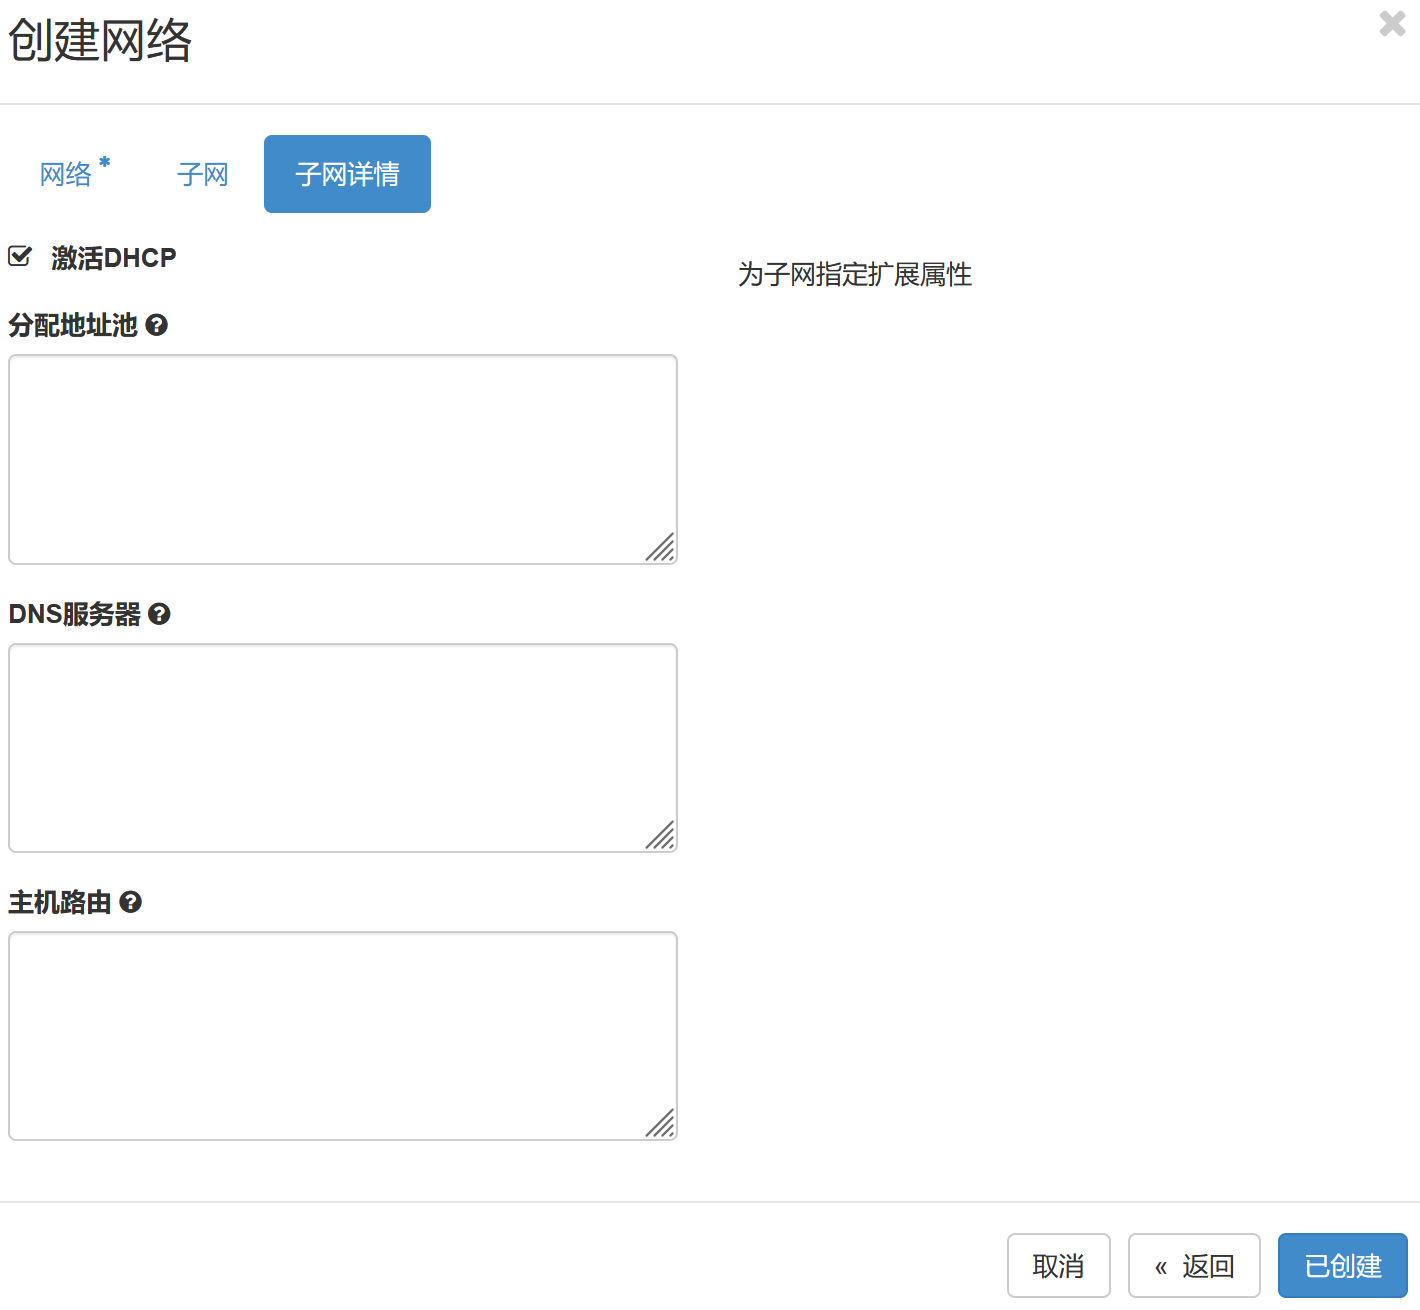 创建网络
网络 *
子网
子网详情
激活DHCP
为子网指定扩展属性
分配地址池
DNS服务器
主机路由
取消
« 返回
已创建